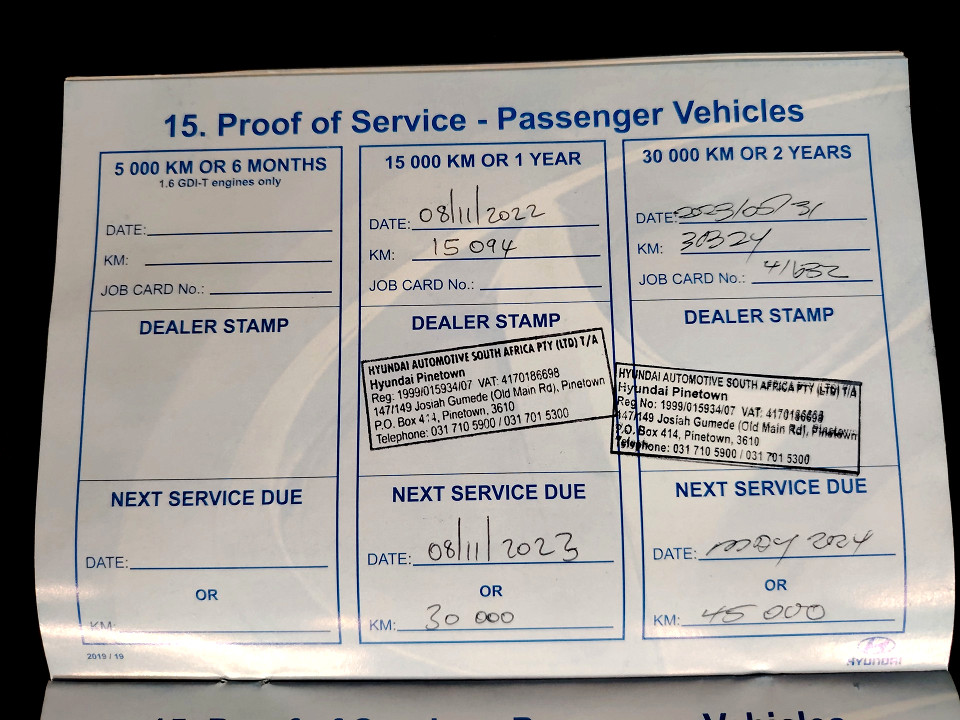 15. Proof of Service - Passenger Vehicles
5 000 KM OR 6 MONTHS
1.6 GDI-T engines only
DATE:
KM:
JOB CARD No.:
DEALER STAMP
NEXT SERVICE DUE
DATE:
OR
KM:
2019 / 19
15 000 KM OR 1 YEAR
DATE: 08/11/2022
KM: 15 094
JOB CARD No.:
DEALER STAMP
HYUNDAI AUTOMOTIVE SOUTH AFRICA PTY (LTD) T/A
Hyundai Pinetown
Reg: 1999/015934/07 VAT: 4170186698
147/149 Josiah Gumede (Old Main Rd), Pinetown
P.O. Box 414, Pinetown, 3610
Telephone: 031 710 5900 / 031 701 5300
NEXT SERVICE DUE
DATE: 08/11/2023
OR
KM: 30 000
30 000 KM OR 2 YEARS
DATE: 2023/05/31
KM: 30324
JOB CARD No.: 41632
DEALER STAMP
HYUNDAI AUTOMOTIVE SOUTH AFRICA PTY (LTD) T/A
Hyundai Pinetown
Reg No: 1999/015934/07 VAT: 4170186698
147/149 Josiah Gumede (Old Main Rd), Pinetown
P.O. Box 414, Pinetown, 3610
Telephone: 031 710 5900 / 031 701 5300
NEXT SERVICE DUE
DATE: may 2024
OR
KM: 45 000
HYUNDAI